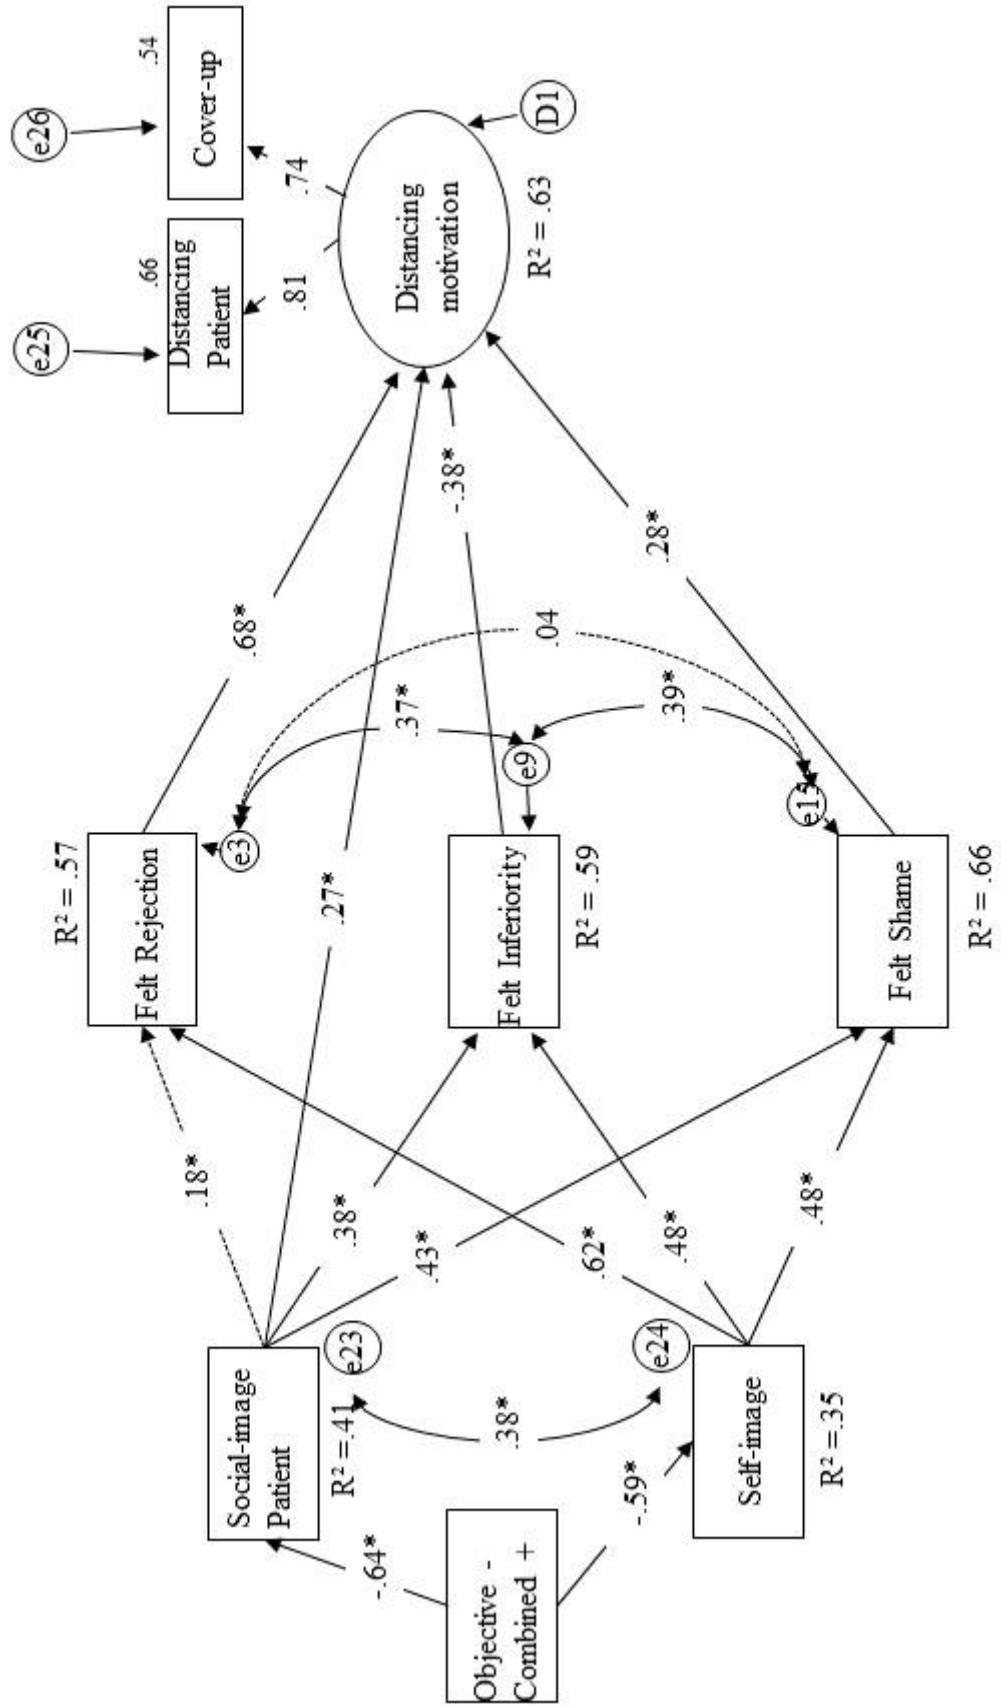 Objective -
Combined +
-.64*
-.59*
Social-image
Patient
R² =.41
e23
.38*
e24
Self-image
R² =.35
.18*
.38*
.43*
.62*
.48*
.48*
R² = .57
Felt Rejection
e3
.27*
Felt Inferiority
R² = .59
e9
Felt Shame
R² = .66
e15
.37*
.39*
.04
.68*
-.38*
.28*
Distancing
motivation
R² = .63
D1
.81
.74
Distancing
Patient
.66
e25
Cover-up
.54
e26